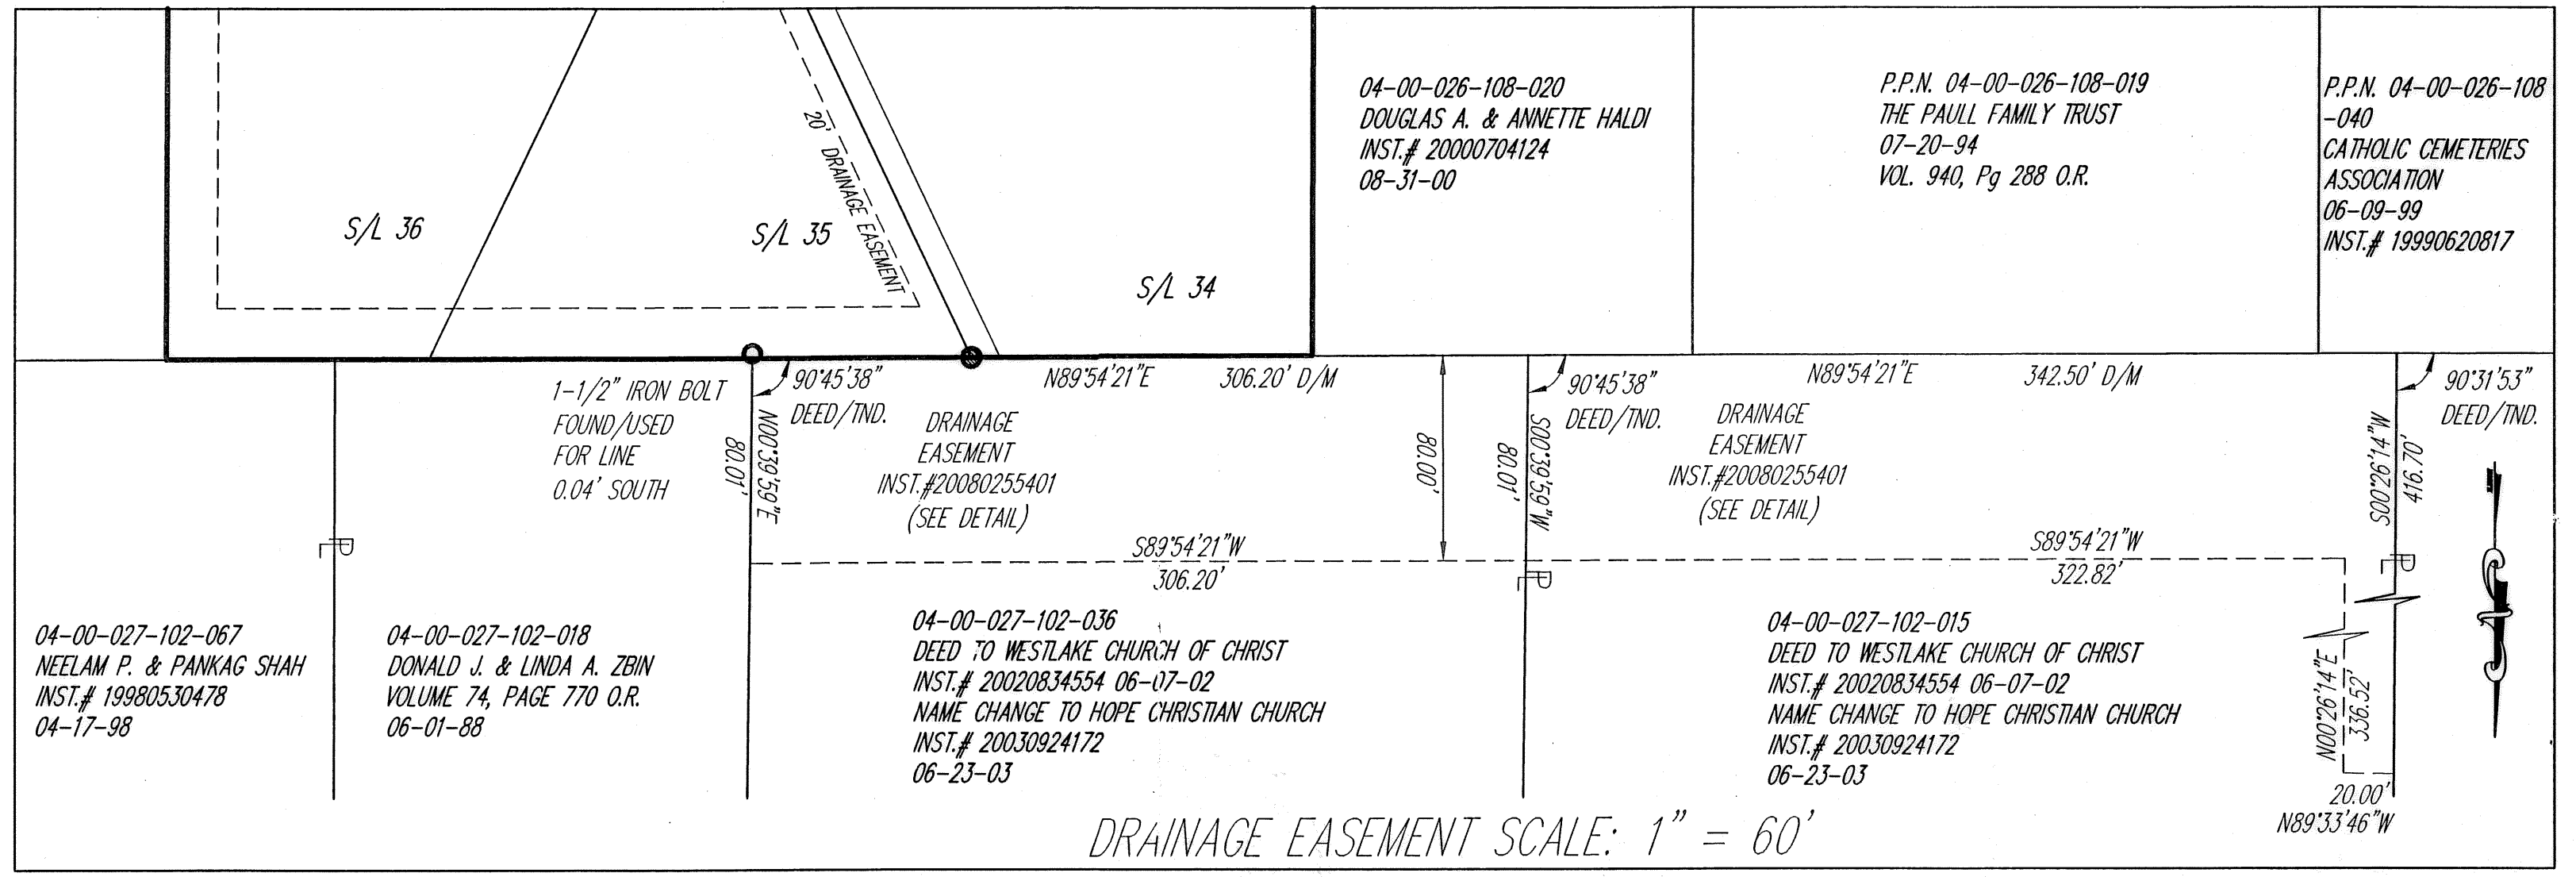 04-00-026-108-020
DOUGLAS A. & ANNETTE HALDI
INST.# 20000704124
08-31-00
P.P.N. 04-00-026-108-019
THE PAULL FAMILY TRUST
07-20-94
VOL. 940, Pg 288 O.R.
P.P.N. 04-00-026-108
-040
CATHOLIC CEMETERIES
ASSOCIATION
06-09-99
INST.# 19990620817
S/L 36
S/L 35
20' DRAINAGE EASEMENT
S/L 34
1-1/2" IRON BOLT
FOUND/USED
FOR LINE
0.04' SOUTH
90°45'38"
DEED/TND.
N00°39'59"E
80.01'
DRAINAGE
EASEMENT
INST.#20080255401
(SEE DETAIL)
N89°54'21"E 306.20' D/M
80.00'
90°45'38"
DEED/TND.
S00°39'59"W
80.01'
DRAINAGE
EASEMENT
INST.#20080255401
(SEE DETAIL)
N89°54'21"E 342.50' D/M
90°31'53"
DEED/TND.
S00°26'14"W
416.70'
S89°54'21"W
306.20'
S89°54'21"W
322.82'
04-00-027-102-067
NEELAM P. & PANKAG SHAH
INST.# 19980530478
04-17-98
04-00-027-102-018
DONALD J. & LINDA A. ZBIN
VOLUME 74, PAGE 770 O.R.
06-01-88
04-00-027-102-036
DEED TO WESTLAKE CHURCH OF CHRIST
INST.# 20020834554 06-07-02
NAME CHANGE TO HOPE CHRISTIAN CHURCH
INST.# 20030924172
06-23-03
04-00-027-102-015
DEED TO WESTLAKE CHURCH OF CHRIST
INST.# 20020834554 06-07-02
NAME CHANGE TO HOPE CHRISTIAN CHURCH
INST.# 20030924172
06-23-03
N00°26'14"E
336.52'
20.00'
N89°33'46"W
DRAINAGE EASEMENT SCALE: 1" = 60'